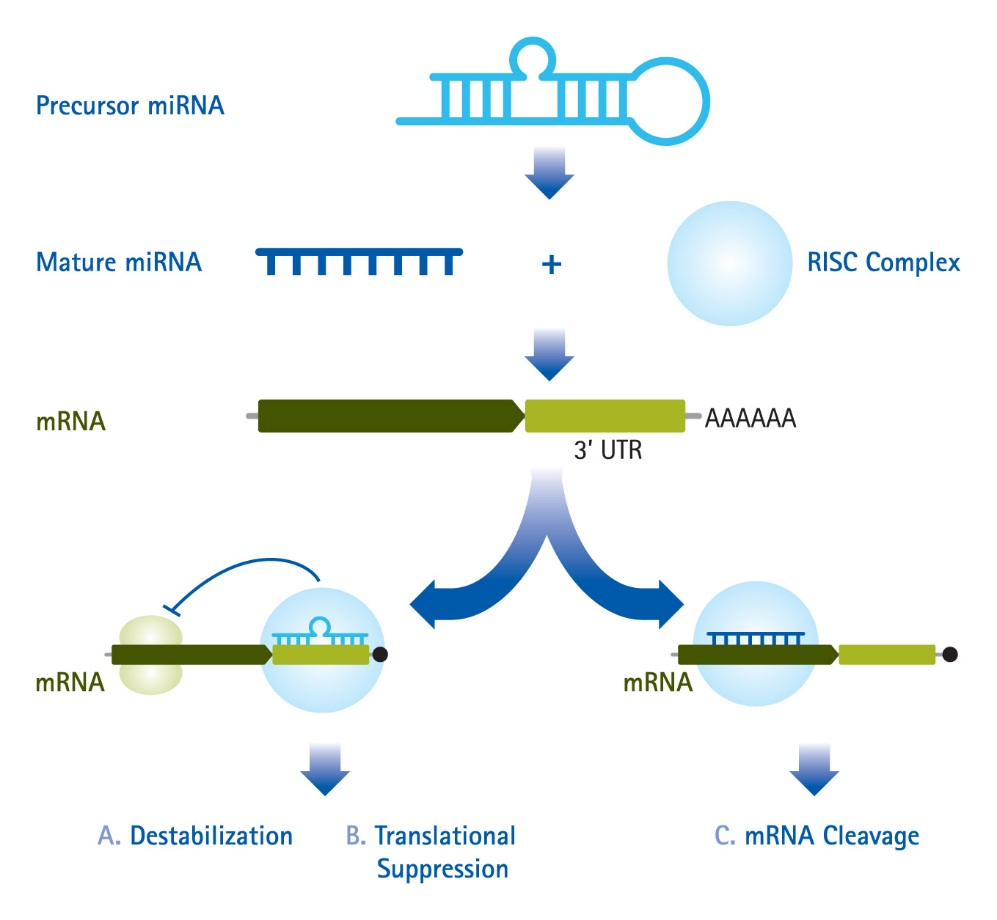 Precursor miRNA
Mature miRNA
+
RISC Complex
mRNA
AAAAAA
3' UTR
mRNA
mRNA
A. Destabilization
B. Translational
Suppression
C. mRNA Cleavage